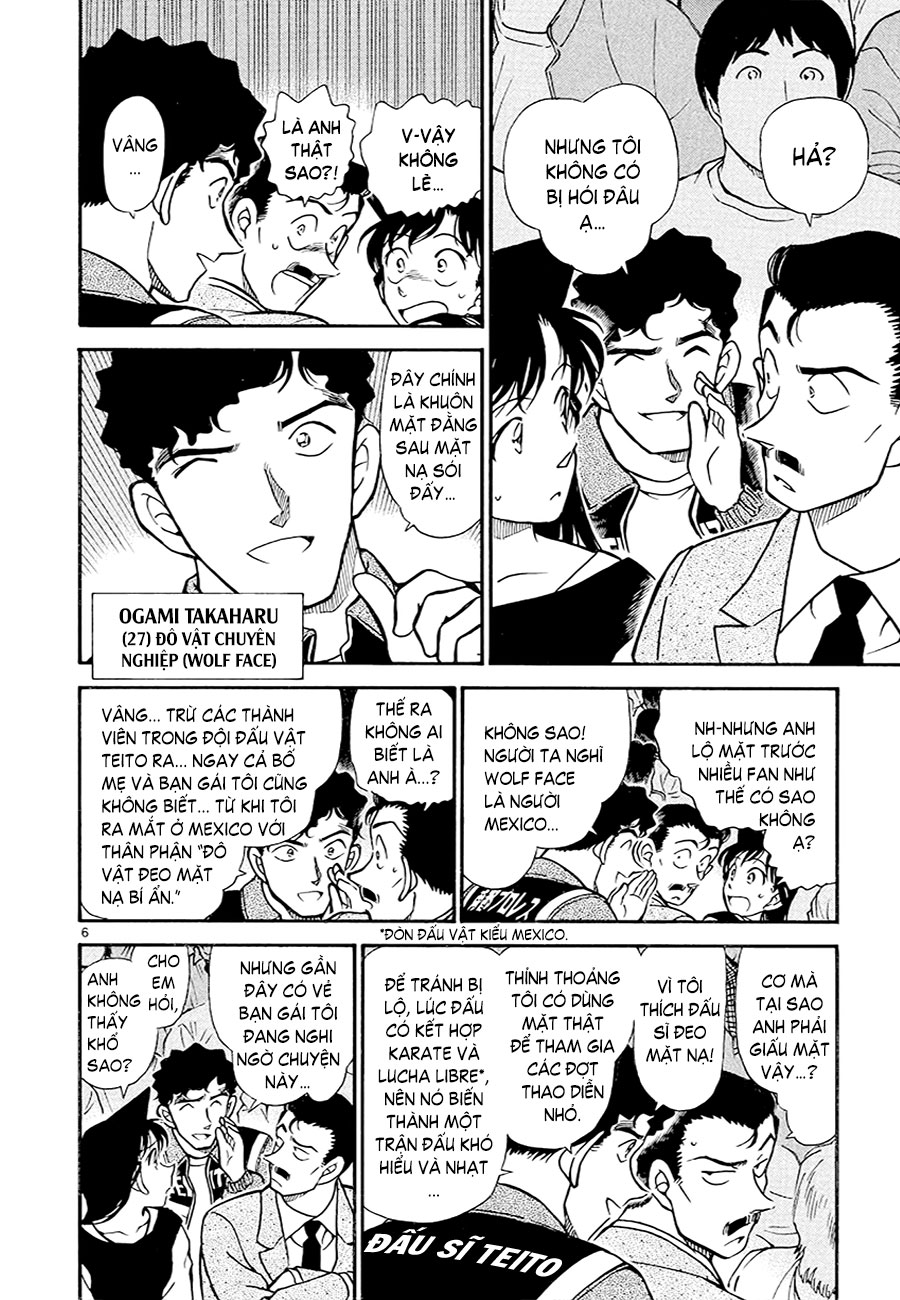 HẢ?
NHƯNG TÔI
KHÔNG CÓ
BỊ HÓI ĐÂU
Ạ...
V-VẬY
KHÔNG
LẼ...
LÀ ANH
THẬT
SAO?!
VÂNG
...
ĐÂY CHÍNH
LÀ KHUÔN
MẶT ĐẰNG
SAU MẶT
NẠ SÓI
ĐẤY...
OGAMI TAKAHARU
(27) ĐÔ VẬT CHUYÊN
NGHIỆP (WOLF FACE)
NH-NHƯNG ANH
LỘ MẶT TRƯỚC
NHIỀU FAN NHƯ
THẾ CÓ SAO
KHÔNG
Ạ?
KHÔNG SAO!
NGƯỜI TA NGHĨ
WOLF FACE
LÀ NGƯỜI
MEXICO...
プロレス
THẾ RA
KHÔNG AI
BIẾT LÀ
ANH À...?
VÂNG... TRỪ CÁC THÀNH
VIÊN TRONG ĐỘI ĐẤU VẬT
TEITO RA... NGAY CẢ BỐ
MẸ VÀ BẠN GÁI TÔI CŨNG
KHÔNG BIẾT... TỪ KHI TÔI
RA MẮT Ở MEXICO VỚI
THÂN PHẬN “ĐÔ
VẬT ĐEO MẶT
NẠ BÍ ẨN.”
6
*ĐÒN ĐẤU VẬT KIỂU MEXICO.
CƠ MÀ
TẠI SAO
ANH PHẢI
GIẤU MẶT
VẬY...?
VÌ TÔI
THÍCH ĐẤU
SĨ ĐEO
MẶT NẠ!
THỈNH THOẢNG
TÔI CÓ DÙNG
MẶT THẬT
ĐỂ THAM GIA
CÁC ĐỢT
THAO DIỄN
NHỎ.
ĐỂ TRÁNH BỊ
LỘ, LÚC ĐẤU
CÓ KẾT HỢP
KARATE VÀ
LUCHA LIBRE*,
NÊN NÓ BIẾN
THÀNH MỘT
TRẬN ĐẤU KHÓ
HIỂU VÀ NHẠT
...
ĐẤU SĨ TEITO
NHƯNG GẦN
ĐÂY CÓ VẺ
BẠN GÁI TÔI
ĐANG NGHI
NGỜ CHUYỆN
NÀY...
CHO
EM
HỎI,
ANH
KHÔNG
THẤY
KHỔ
SAO?